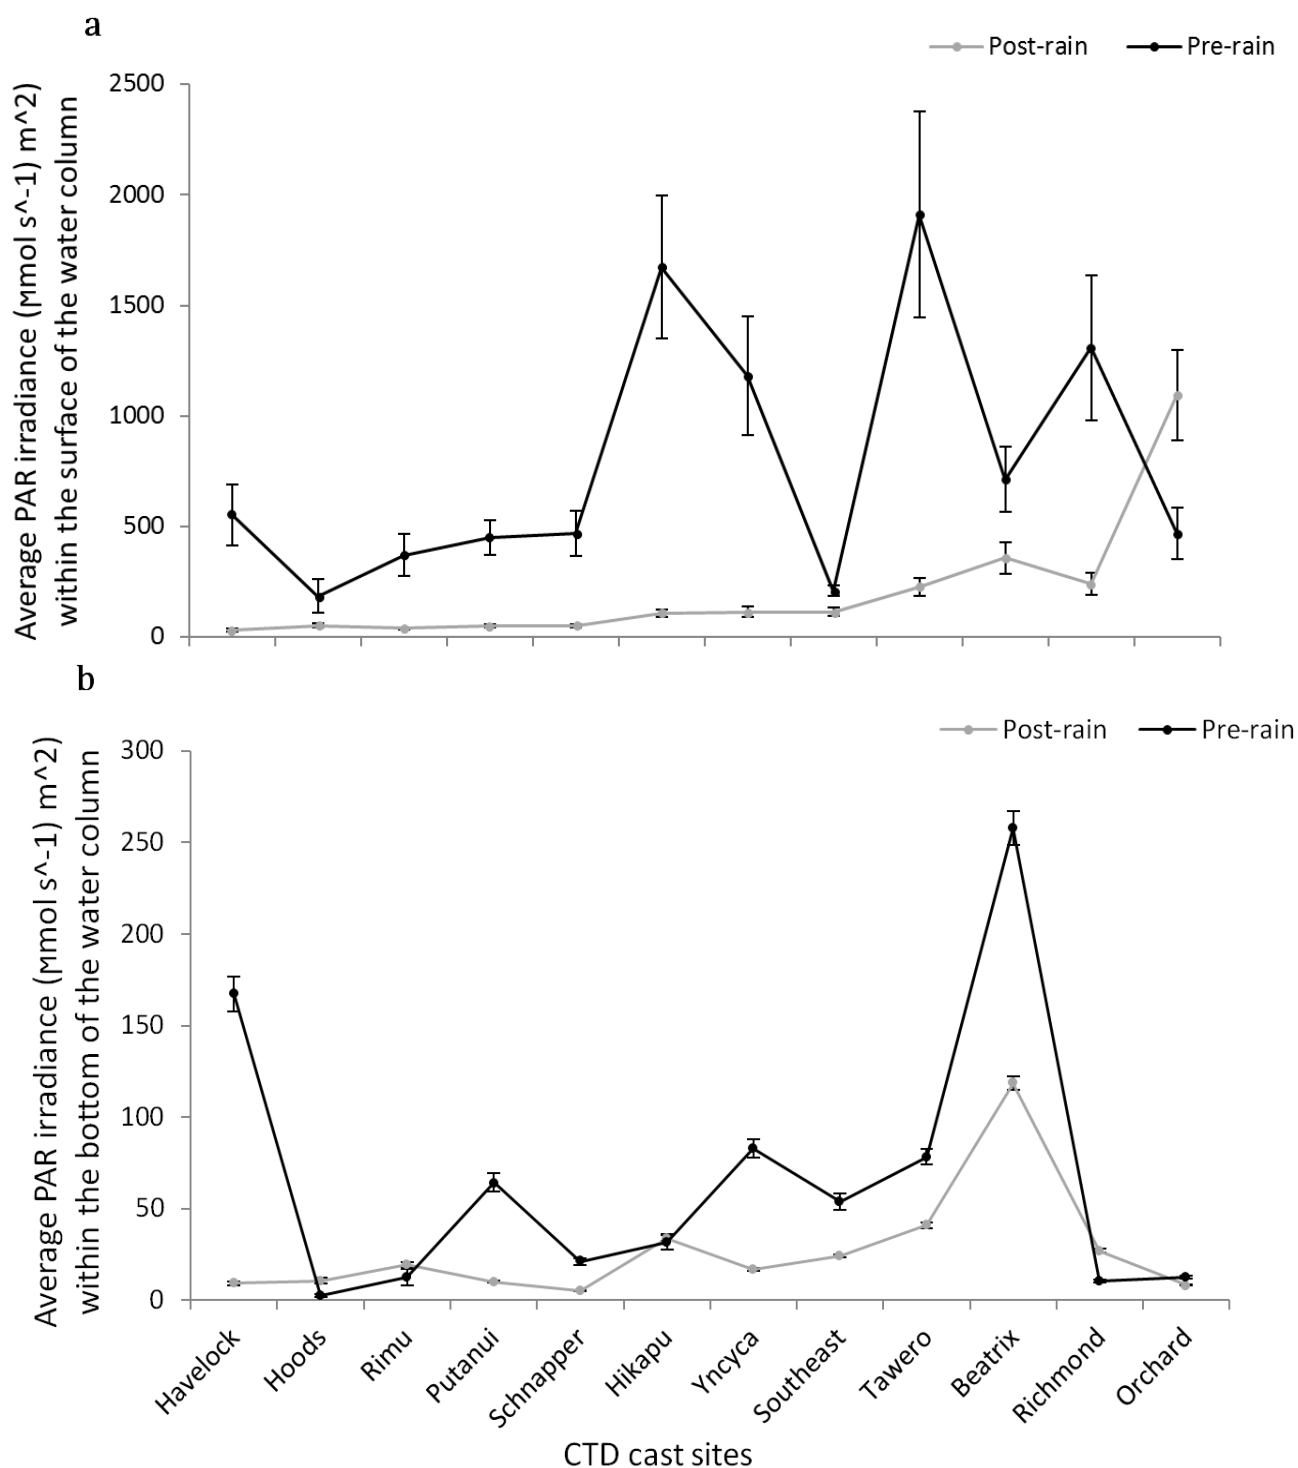 a
Post-rain
Pre-rain
Average PAR irradiance (μmol s^-1) m^2)
within the surface of the water column
2500
2000
1500
1000
500
0
b
Post-rain
Pre-rain
Average PAR irradiance (μmol s^-1) m^2)
within the bottom of the water column
300
250
200
150
100
50
0
Havelock
Hoods
Rimu
Putanui
Schnapper
Hikapu
Yncyca
Southeast
Tawero
Beatrix
Richmond
Orchard
CTD cast sites